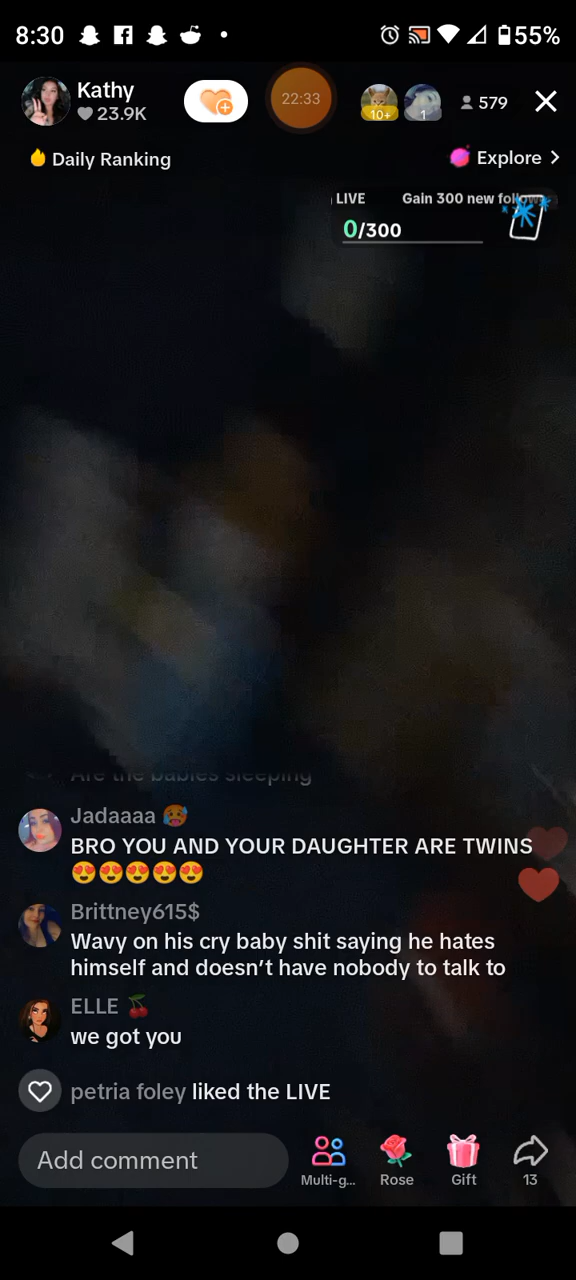 8:30
55%
Kathy
23.9K
22:33
10+
1
579
Daily Ranking
Explore
LIVE Gain 300 new follow
0/300
Are the babies sleeping
Jadaaaa 🥵
BRO YOU AND YOUR DAUGHTER ARE TWINS
😍😍😍😍😍
Brittney615$
Wavy on his cry baby shit saying he hates
himself and doesn’t have nobody to talk to
ELLE 🍒
we got you
petria foley liked the LIVE
Add comment
Multi-g...
Rose
Gift
13